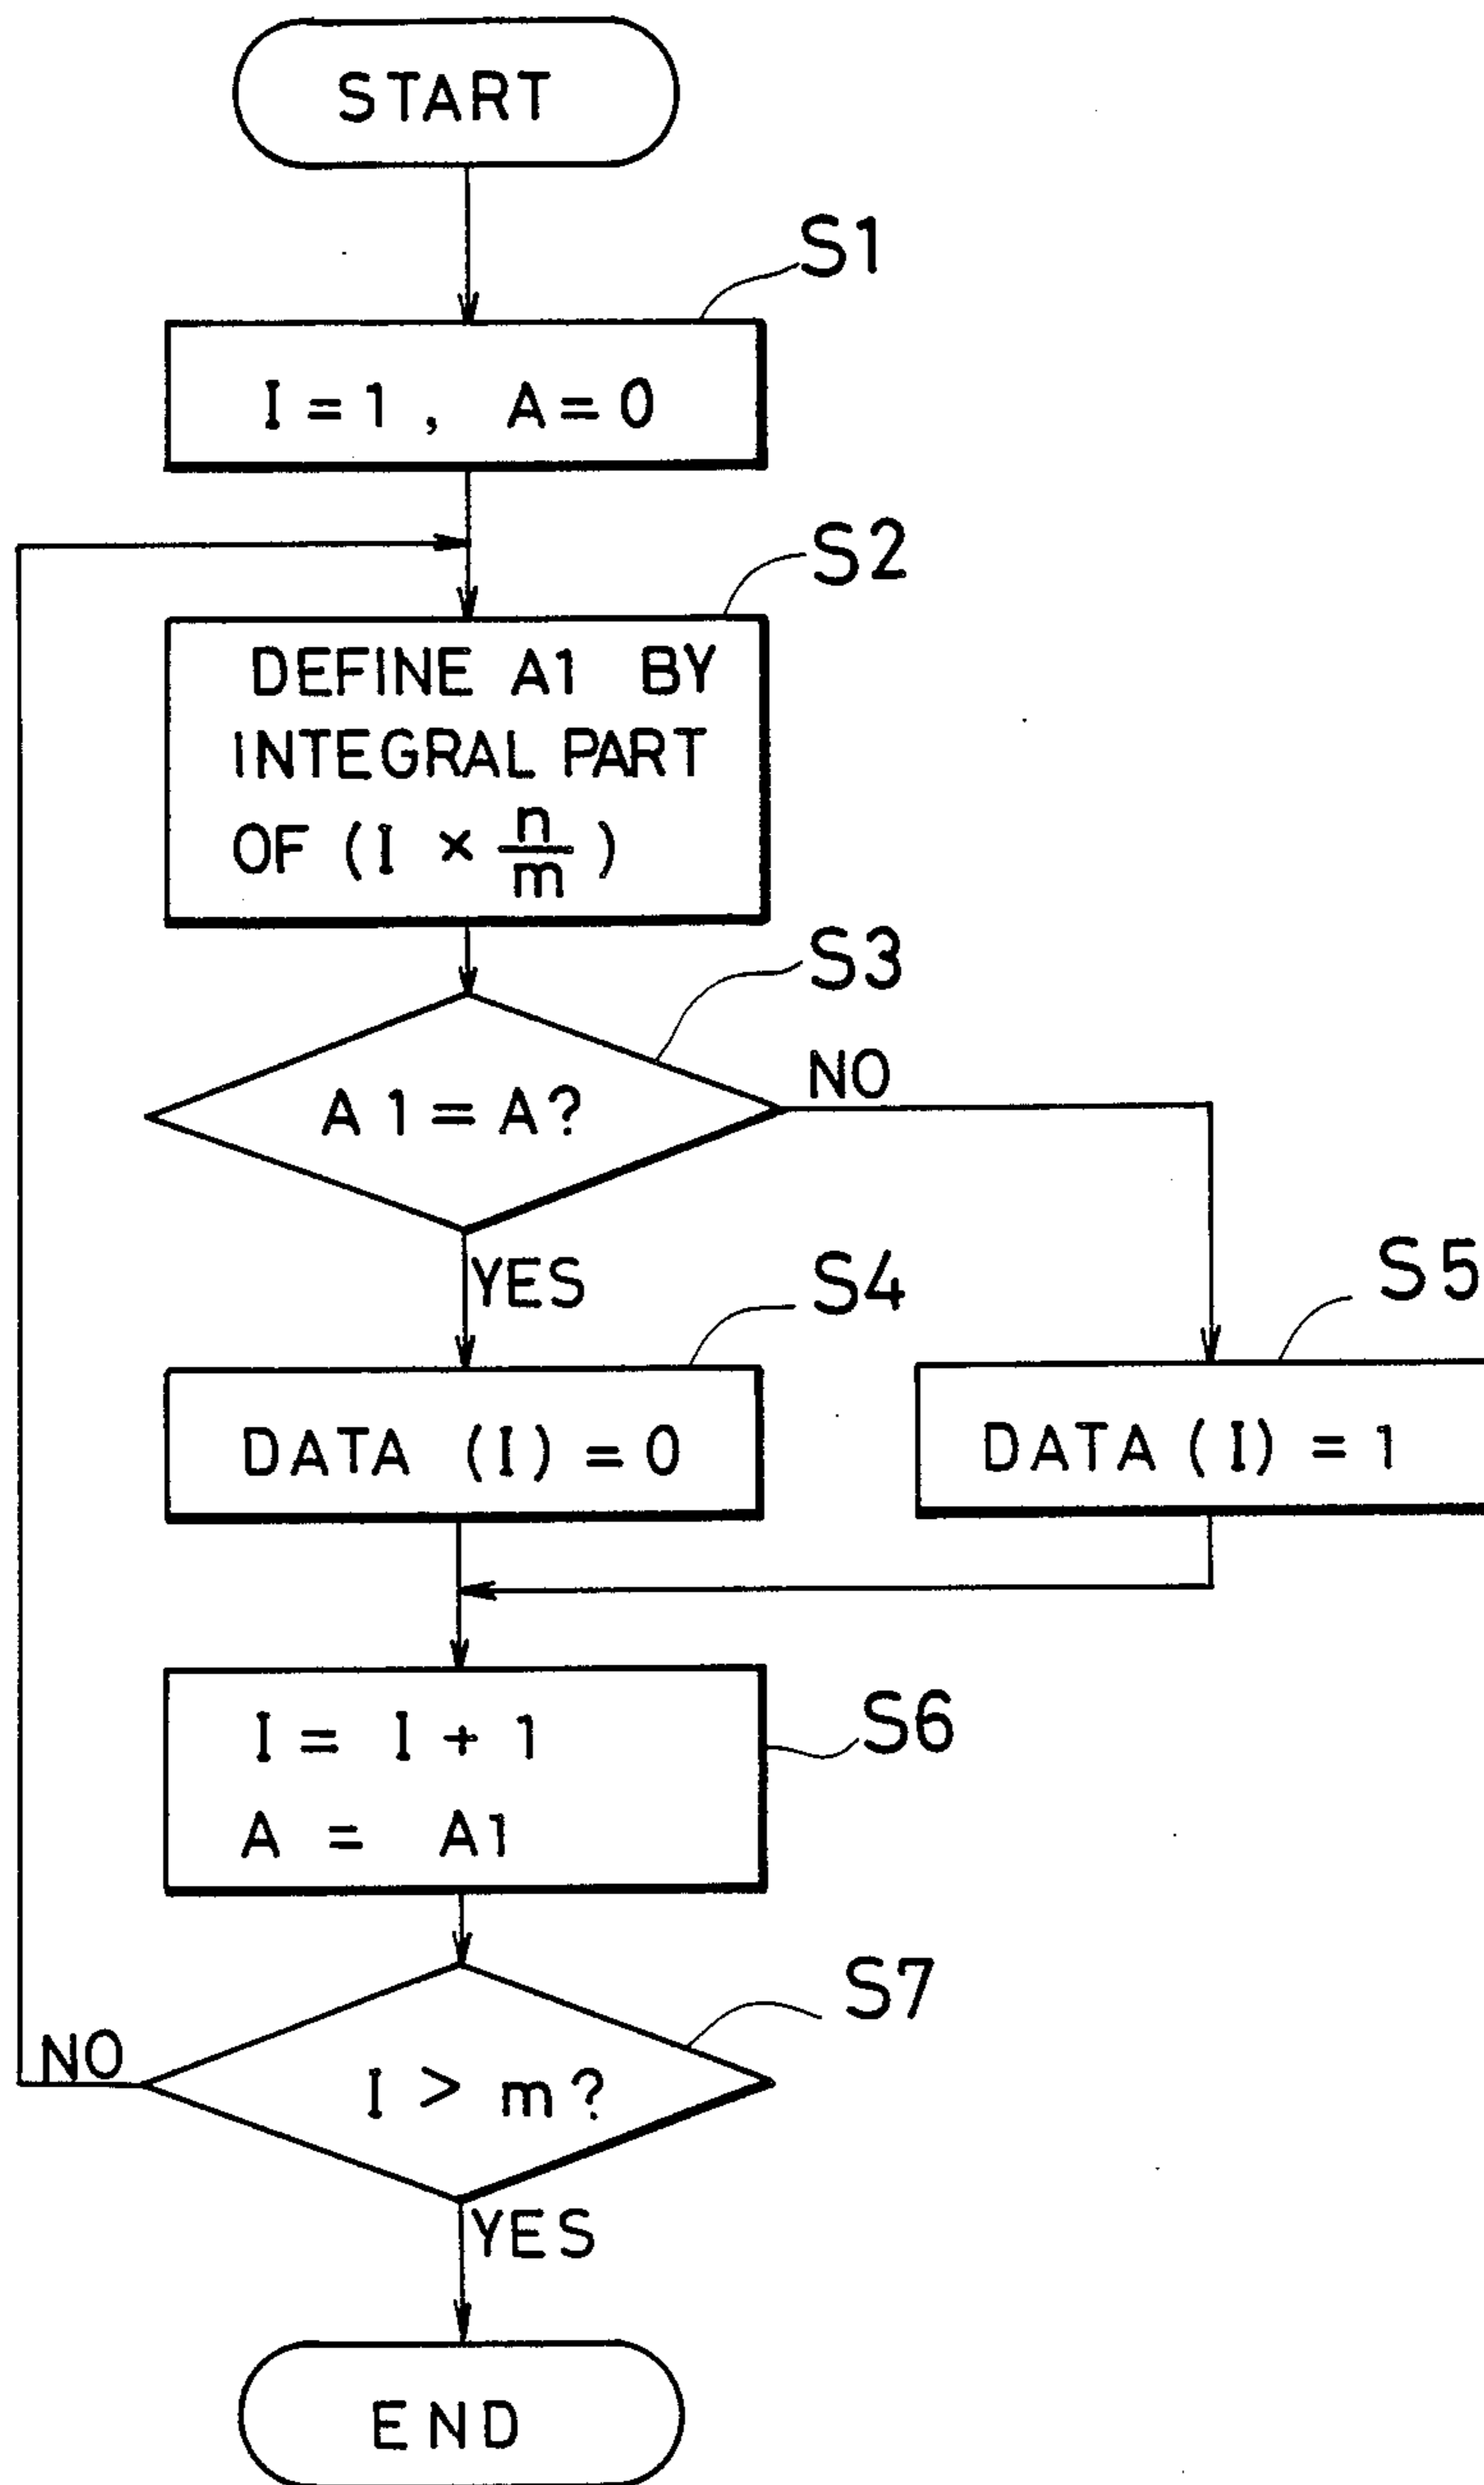 START
S1
I = 1 , A = 0
S2
DEFINE A1 BY
INTEGRAL PART
OF (I × n/m)
S3
A1 = A?
NO
YES
S4
S5
DATA (I) = 0
DATA (I) = 1
I = I + 1
S6
A = A1
S7
NO
I > m?
YES
END